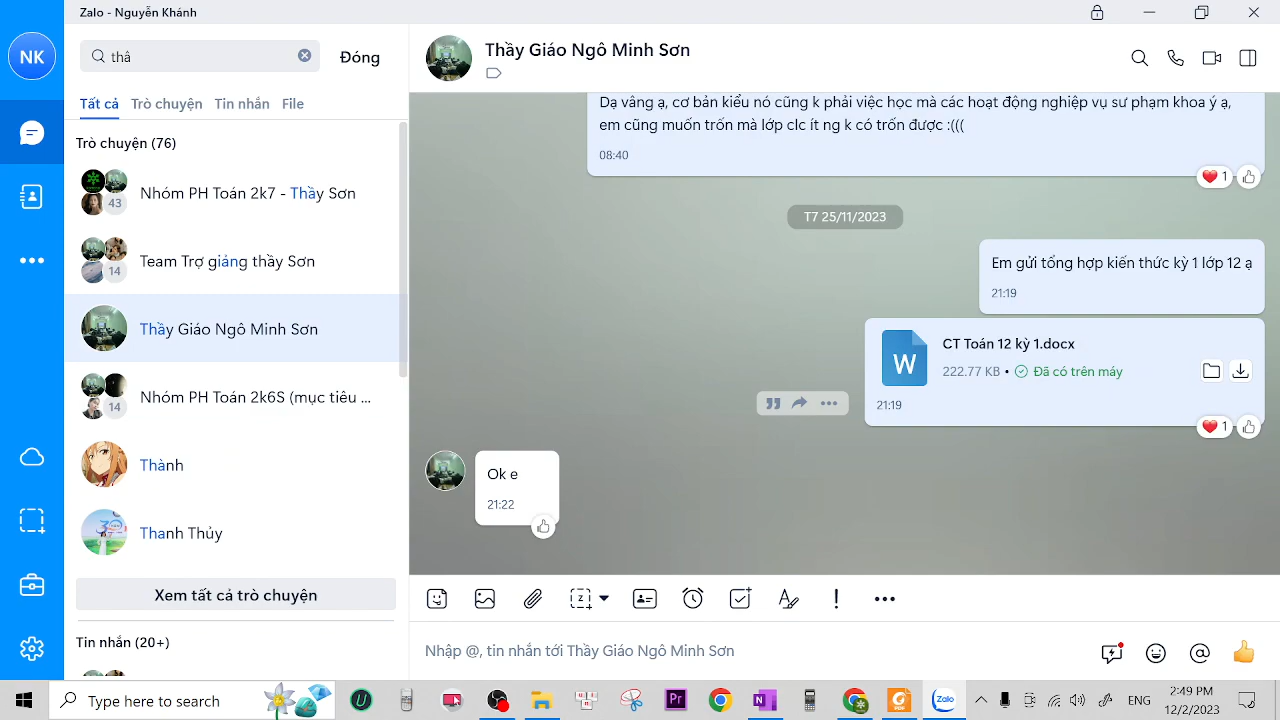 Zalo - Nguyễn Khánh
NK
thâ
Đóng
Tất cả
Trò chuyện
Tin nhắn
File
Trò chuyện (76)
43
Nhóm PH Toán 2k7 - Thầy Sơn
14
Team Trợ giảng thầy Sơn
Thầy Giáo Ngô Minh Sơn
14
Nhóm PH Toán 2k6S (mục tiêu ...
Thành
Thanh Thủy
Xem tất cả trò chuyện
Tin nhắn (20+)
Thầy Giáo Ngô Minh Sơn
Dạ vâng ạ, cơ bản kiểu nó cũng k phải việc học mà các hoạt động nghiệp vụ sư phạm khoa ý ạ,
em cũng muốn trốn mà lớp clc ít ng k có trốn được :(((
08:40
1
T7 25/11/2023
Em gửi tổng hợp kiến thức kỳ 1 lớp 12 ạ
21:19
W
CT Toán 12 kỳ 1.docx
222.77 KB • Đã có trên máy
21:19
1
Ok e
21:22
Nhập @, tin nhắn tới Thầy Giáo Ngô Minh Sơn
Type here to search
Pr
Zalo
ENG
2:49 PM
12/2/2023